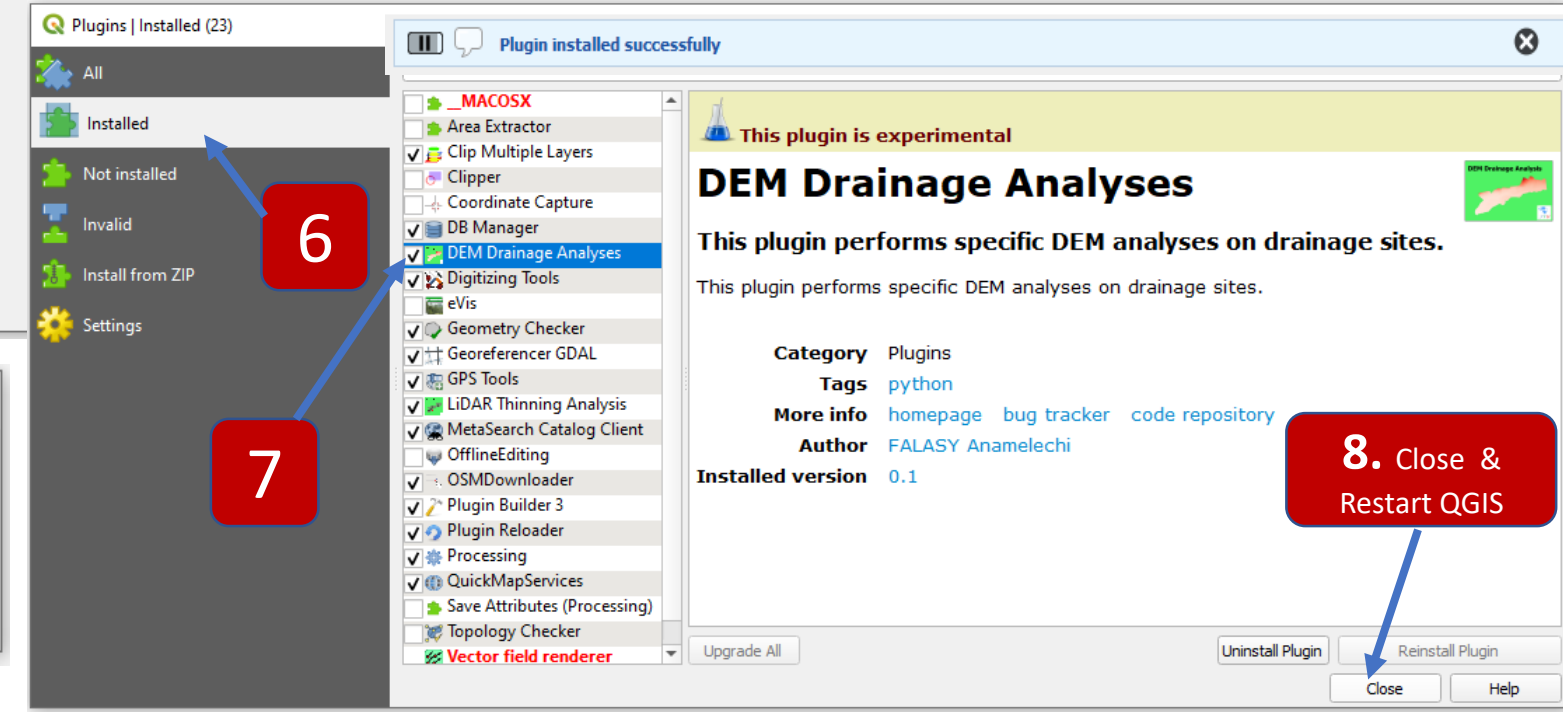 Plugins | Installed (23)
Plugin installed successfully
All
Installed
Not installed
Invalid
Install from ZIP
Settings
6
7
__MACOSX
Area Extractor
Clip Multiple Layers
Clipper
Coordinate Capture
DB Manager
DEM Drainage Analyses
Digitizing Tools
eVis
Geometry Checker
Georeferencer GDAL
GPS Tools
LiDAR Thinning Analysis
MetaSearch Catalog Client
OfflineEditing
OSMDownloader
Plugin Builder 3
Plugin Reloader
Processing
QuickMapServices
Save Attributes (Processing)
Topology Checker
Vector field renderer
This plugin is experimental
DEM Drainage Analyses
DEM Drainage Analysis
This plugin performs specific DEM analyses on drainage sites.
This plugin performs specific DEM analyses on drainage sites.
Category Plugins
Tags python
More info homepage bug tracker code repository
Author FALASY Anamelechi
Installed version 0.1
8. Close &
Restart QGIS
Upgrade All
Uninstall Plugin
Reinstall Plugin
Close
Help